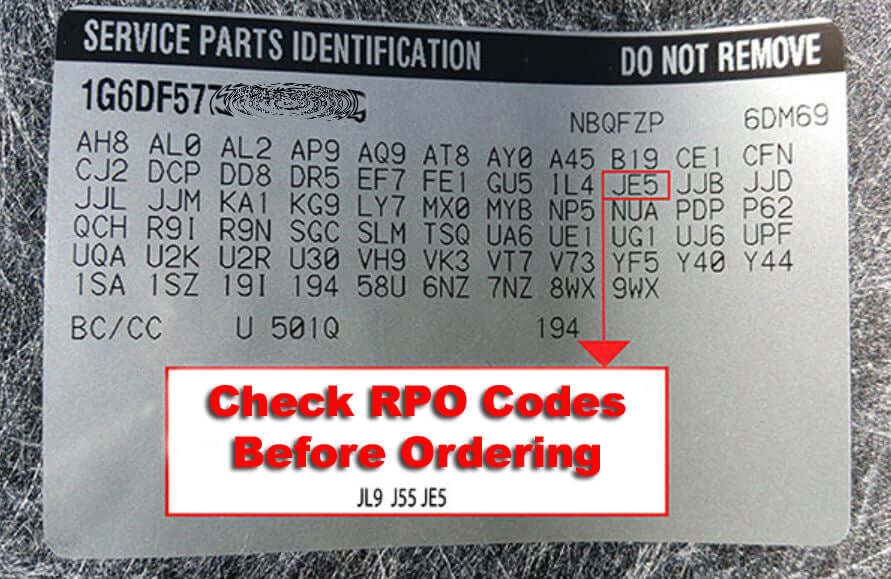 SERVICE PARTS IDENTIFICATION DO NOT REMOVE
1G6DF577
NBQFZP 6DM69
AH8 AL0 AL2 AP9 AQ9 AT8 AY0 A45 B19 CE1 CFN
CJ2 DCP DD8 DR5 EF7 FE1 GU5 IL4 JE5 JJB JJD
JJL JJM KA1 KG9 LY7 MX0 MYB NP5 NUA PDP P62
QCH R9I R9N SGC SLM TSQ UA6 UE1 UG1 UJ6 UPF
UQA U2K U2R U30 VH9 VK3 VT7 V73 YF5 Y40 Y44
1SA 1SZ 19I 194 58U 6NZ 7NZ 8WX 9WX
BC/CC U 501Q 194
Check RPO Codes
Before Ordering
JL9 J55 JE5